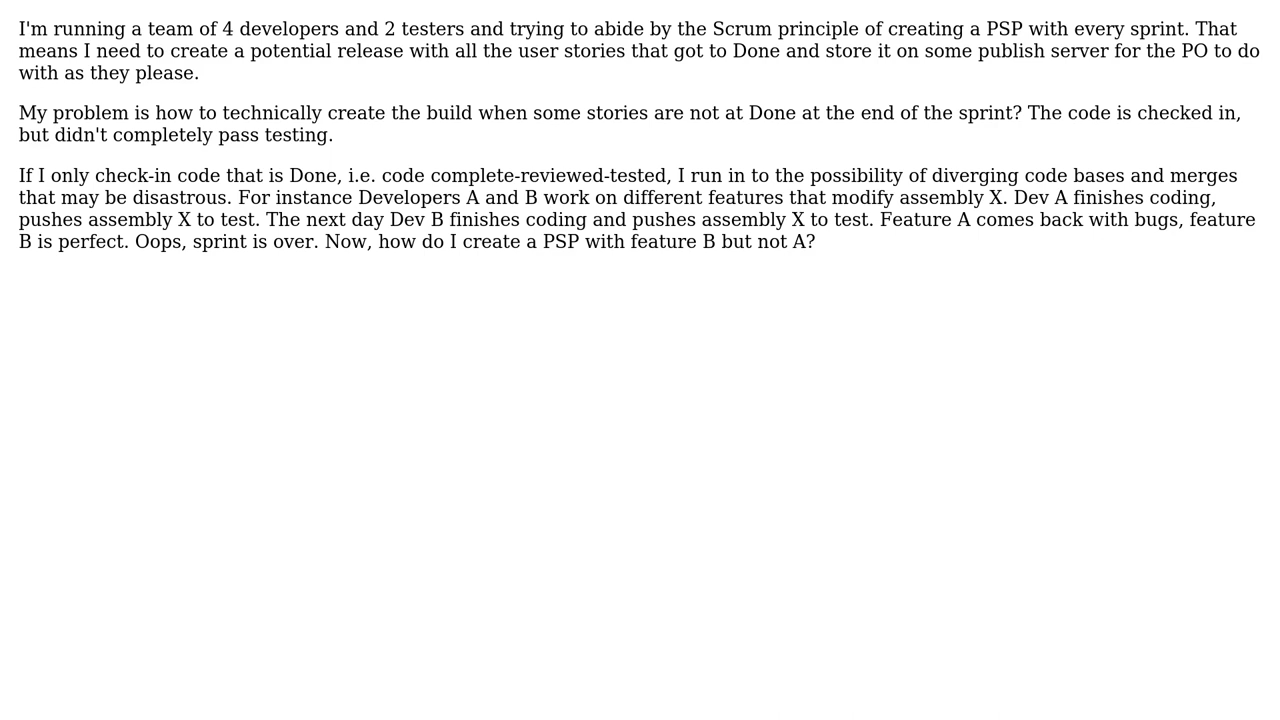 I'm running a team of 4 developers and 2 testers and trying to abide by the Scrum principle of creating a PSP with every sprint. That
means I need to create a potential release with all the user stories that got to Done and store it on some publish server for the PO to do
with as they please.
My problem is how to technically create the build when some stories are not at Done at the end of the sprint? The code is checked in,
but didn't completely pass testing.
If I only check-in code that is Done, i.e. code complete-reviewed-tested, I run in to the possibility of diverging code bases and merges
that may be disastrous. For instance Developers A and B work on different features that modify assembly X. Dev A finishes coding,
pushes assembly X to test. The next day Dev B finishes coding and pushes assembly X to test. Feature A comes back with bugs, feature
B is perfect. Oops, sprint is over. Now, how do I create a PSP with feature B but not A?